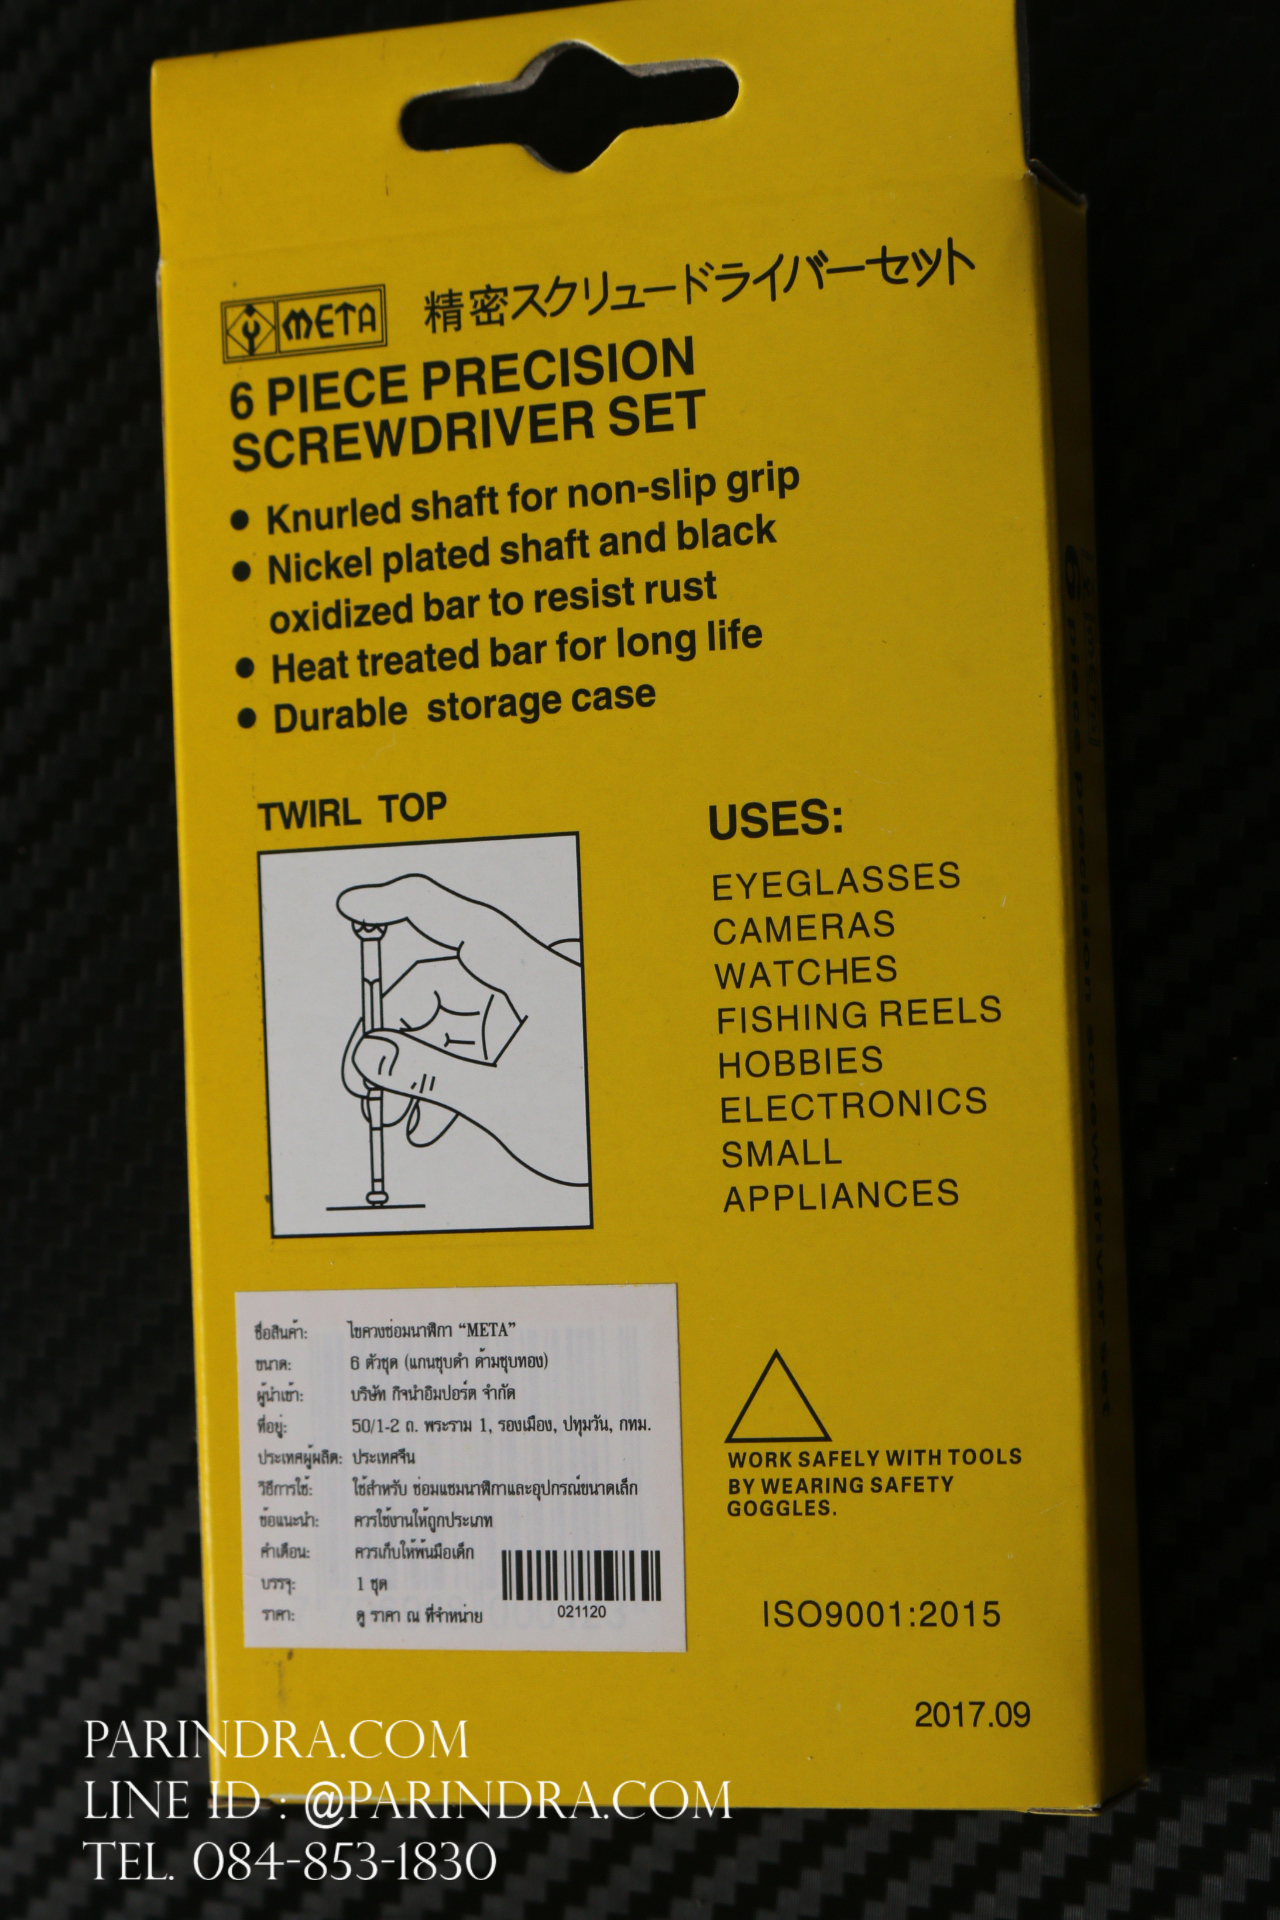 META 精密スクリュードライバーセット
6 PIECE PRECISION
SCREWDRIVER SET
● Knurled shaft for non-slip grip
● Nickel plated shaft and black
oxidized bar to resist rust
● Heat treated bar for long life
● Durable storage case
TWIRL TOP
USES:
EYEGLASSES
CAMERAS
WATCHES
FISHING REELS
HOBBIES
ELECTRONICS
SMALL
APPLIANCES
ชื่อสินค้า: ไขควงซ่อมนาฬิกา “META”
ขนาด: 6 ตัวชุด (แกนชุบดำ ด้ามชุบทอง)
ผู้นำเข้า: บริษัท กิจนำอิมปอร์ต จำกัด
ที่อยู่: 50/1-2 ถ. พระราม 1, รองเมือง, ปทุมวัน, กทม.
ประเทศผู้ผลิต: ประเทศจีน
วิธีการใช้: ใช้สำหรับ ซ่อมแซมนาฬิกาและอุปกรณ์ขนาดเล็ก
ข้อแนะนำ: ควรใช้งานให้ถูกประเภท
คำเตือน: ควรเก็บให้พ้นมือเด็ก
บรรจุ: 1 ชุด
ราคา: ดู ราคา ณ ที่จำหน่าย
021120
WORK SAFELY WITH TOOLS
BY WEARING SAFETY
GOGGLES.
ISO9001:2015
2017.09
6 piece precision screwdriver set
PARINDRA.COM
LINE ID : @PARINDRA.COM
TEL. 084-853-1830